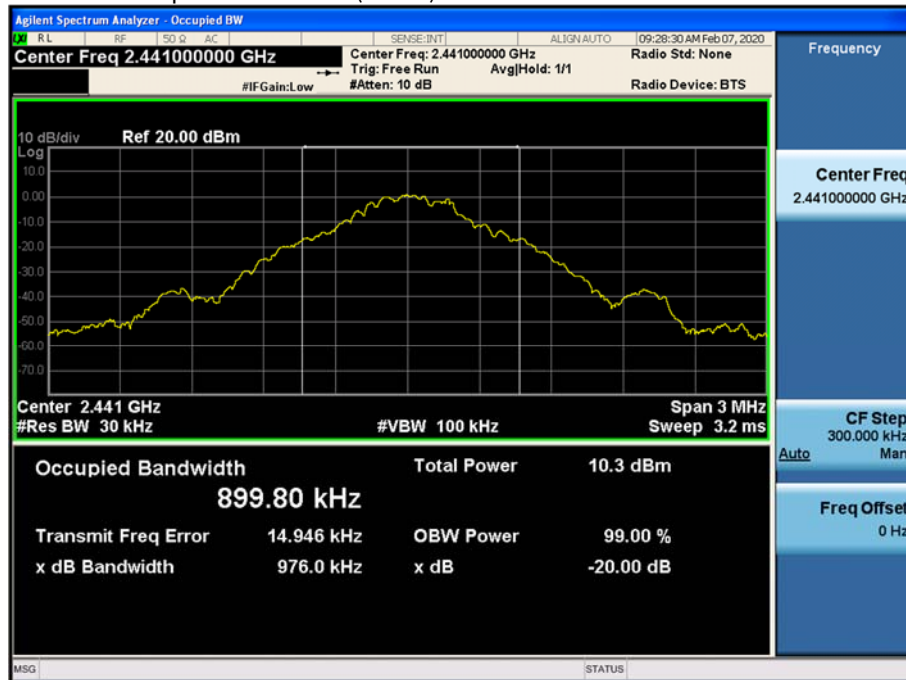 Agilent Spectrum Analyzer - Occupied BW
LXI RL RF 50 Ω AC SENSE:INT ALIGN AUTO 09:28:30 AM Feb 07, 2020
Center Freq 2.441000000 GHz Center Freq: 2.441000000 GHz Radio Std: None
Trig: Free Run Avg|Hold: 1/1
#IFGain:Low #Atten: 10 dB Radio Device: BTS
Frequency
10 dB/div Ref 20.00 dBm
Log
10.0
0.00
-10.0
-20.0
-30.0
-40.0
-50.0
-60.0
-70.0
Center Freq
2.441000000 GHz
Center 2.441 GHz Span 3 MHz
#Res BW 30 kHz #VBW 100 kHz Sweep 3.2 ms
CF Step
300.000 kHz
Auto Man
Occupied Bandwidth Total Power 10.3 dBm
899.80 kHz
Transmit Freq Error 14.946 kHz OBW Power 99.00 %
x dB Bandwidth 976.0 kHz x dB -20.00 dB
Freq Offset
0 Hz
MSG STATUS